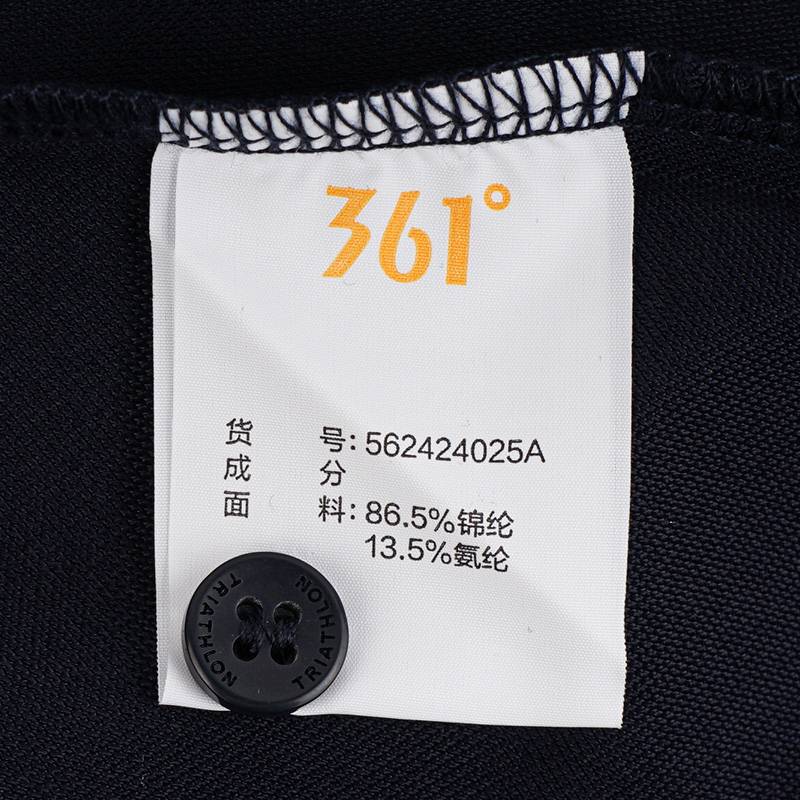 361°
货 号：562424025A
成 分
面 料：86.5%锦纶
13.5%氨纶
TRIATHLON
TRIATHLON